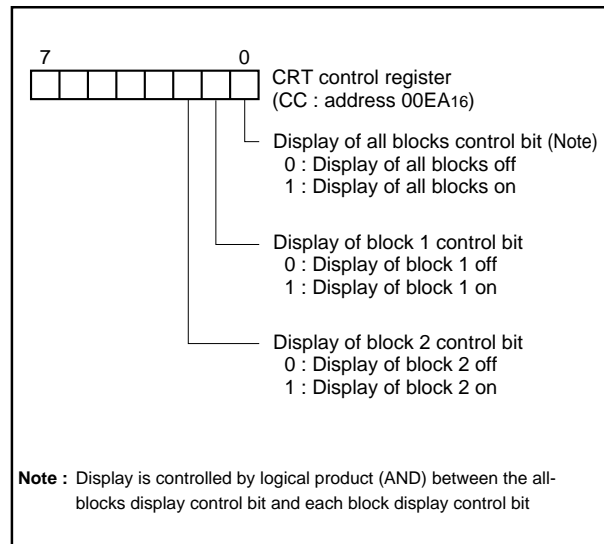 7 0
CRT control register
(CC : address 00EA16)
Display of all blocks control bit (Note)
0 : Display of all blocks off
1 : Display of all blocks on
Display of block 1 control bit
0 : Display of block 1 off
1 : Display of block 1 on
Display of block 2 control bit
0 : Display of block 2 off
1 : Display of block 2 on
Note : Display is controlled by logical product (AND) between the all-
blocks display control bit and each block display control bit